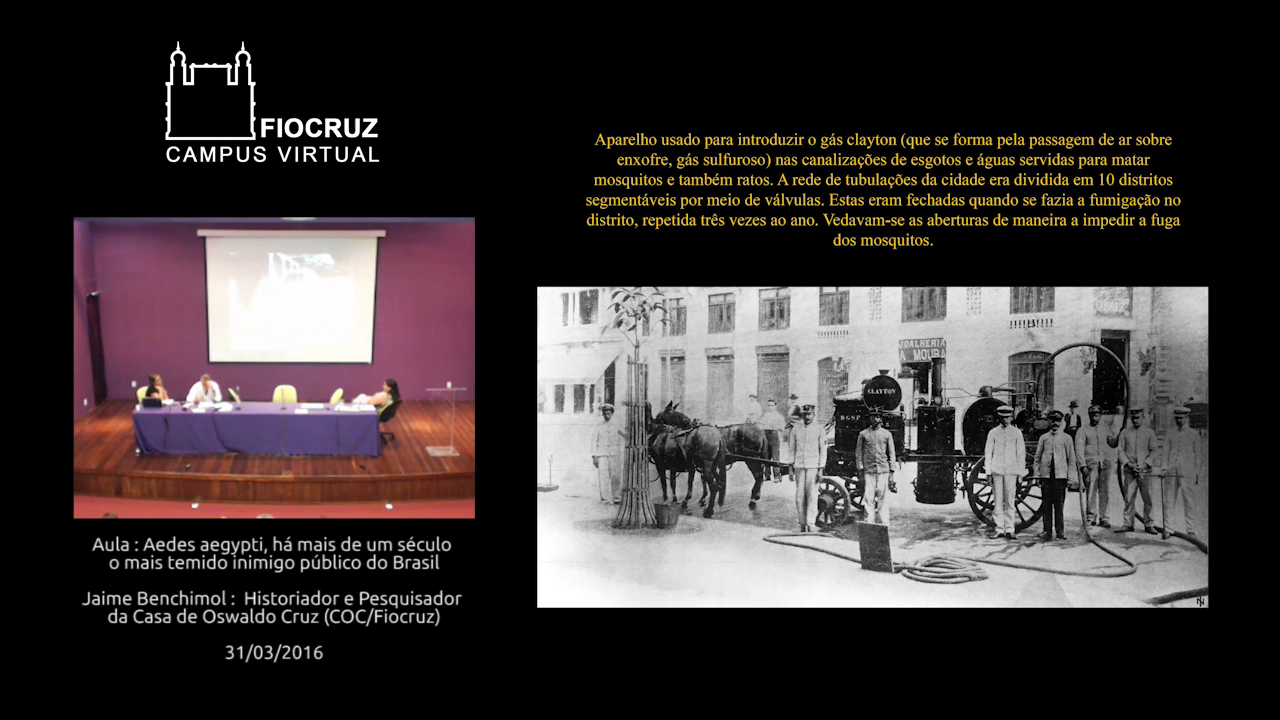 FIOCRUZ
CAMPUS VIRTUAL
Aparelho usado para introduzir o gás clayton (que se forma pela passagem de ar sobre
enxofre, gás sulfuroso) nas canalizações de esgotos e águas servidas para matar
mosquitos e também ratos. A rede de tubulações da cidade era dividida em 10 distritos
segmentáveis por meio de válvulas. Estas eram fechadas quando se fazia a fumigação no
distrito, repetida três vezes ao ano. Vedavam-se as aberturas de maneira a impedir a fuga
dos mosquitos.
JOALHERIA
A MOURA
CLAYTON
DGSP
Aula : Aedes aegypti, há mais de um século
o mais temido inimigo público do Brasil
Jaime Benchimol : Historiador e Pesquisador
da Casa de Oswaldo Cruz (COC/Fiocruz)
31/03/2016